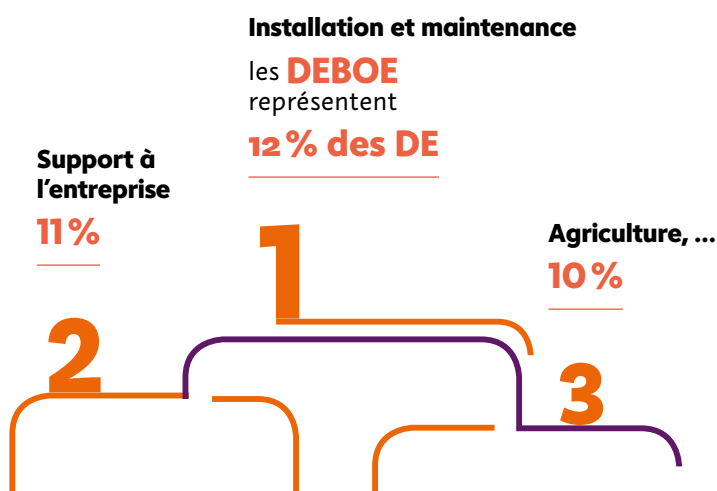 Installation et maintenance
les DEBOE
représentent
12 % des DE
1
Support à
l'entreprise
11 %
2
Agriculture, ...
10 %
3